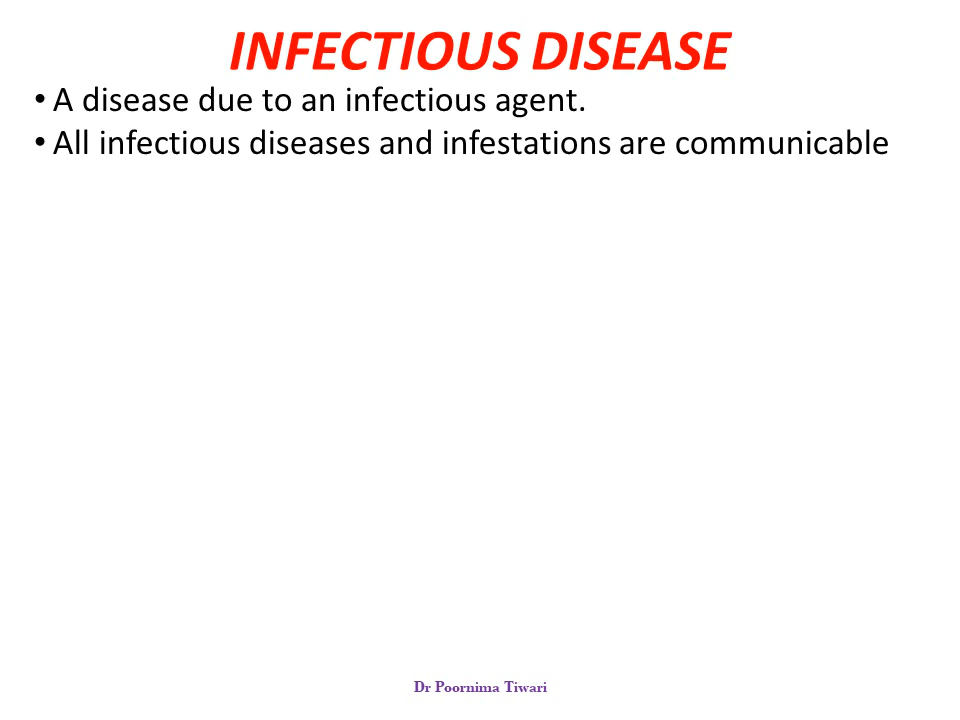 INFECTIOUS DISEASE
• A disease due to an infectious agent.
• All infectious diseases and infestations are communicable
Dr Poornima Tiwari